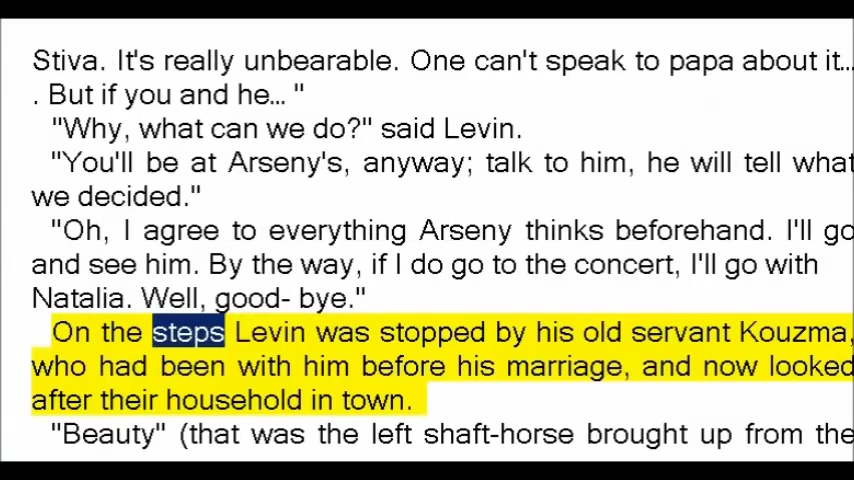 Stiva. It's really unbearable. One can't speak to papa about it...
. But if you and he... "
"Why, what can we do?" said Levin.
"You'll be at Arseny's, anyway; talk to him, he will tell what
we decided."
"Oh, I agree to everything Arseny thinks beforehand. I'll go
and see him. By the way, if I do go to the concert, I'll go with
Natalia. Well, good- bye."
On the steps Levin was stopped by his old servant Kouzma,
who had been with him before his marriage, and now looked
after their household in town.
"Beauty" (that was the left shaft-horse brought up from the